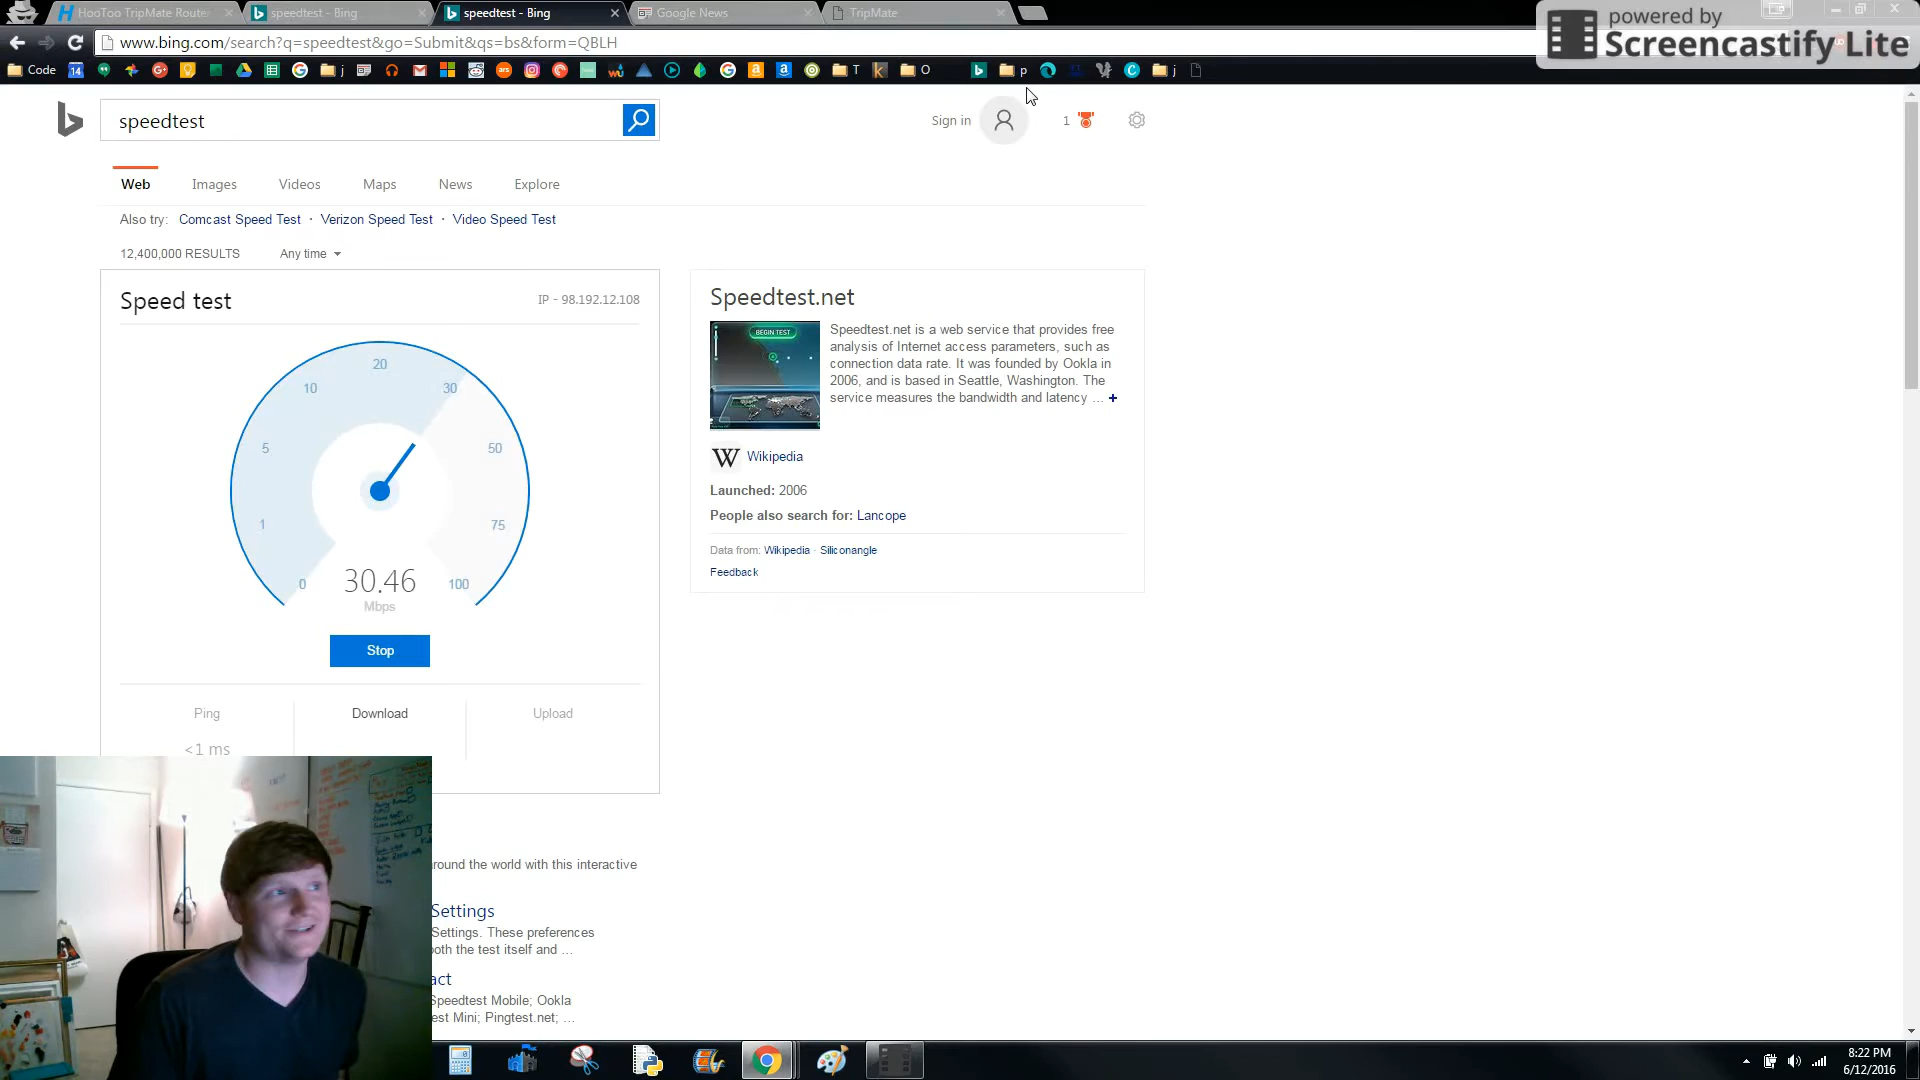 HooToo TripMate Router
speedtest - Bing
speedtest - Bing
Google News
TripMate
www.bing.com/search?q=speedtest&go=Submit&qs=bs&form=QBLH
powered by
Screencastify Lite
Code
14
j
T
O
p
j
speedtest
Sign in
1
Web
Images
Videos
Maps
News
Explore
Also try: Comcast Speed Test · Verizon Speed Test · Video Speed Test
12,400,000 RESULTS
Any time
Speed test
IP - 98.192.12.108
20
10
30
5
50
1
75
0
30.46
100
Mbps
Stop
Ping
Download
Upload
<1 ms
Speedtest.net
BEGIN TEST
Speedtest.net is a web service that provides free
analysis of Internet access parameters, such as
connection data rate. It was founded by Ookla in
2006, and is based in Seattle, Washington. The
service measures the bandwidth and latency ... +
W Wikipedia
Launched: 2006
People also search for: Lancope
Data from: Wikipedia · Siliconangle
Feedback
around the world with this interactive
Settings
Settings. These preferences
both the test itself and ...
act
Speedtest Mobile; Ookla
est Mini; Pingtest.net; ...
8:22 PM
6/12/2016